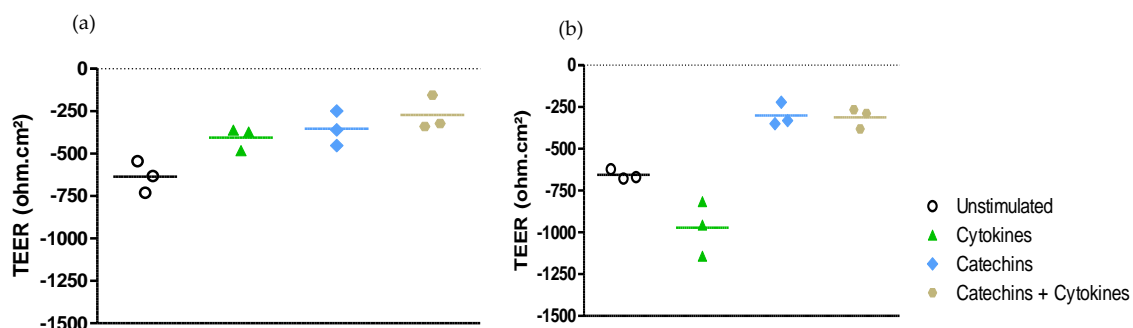 (a)
TEER (ohm.cm²)
0
-250
-500
-750
-1000
-1250
-1500
(b)
TEER (ohm.cm²)
0
-250
-500
-750
-1000
-1250
-1500
Unstimulated
Cytokines
Catechins
Catechins + Cytokines